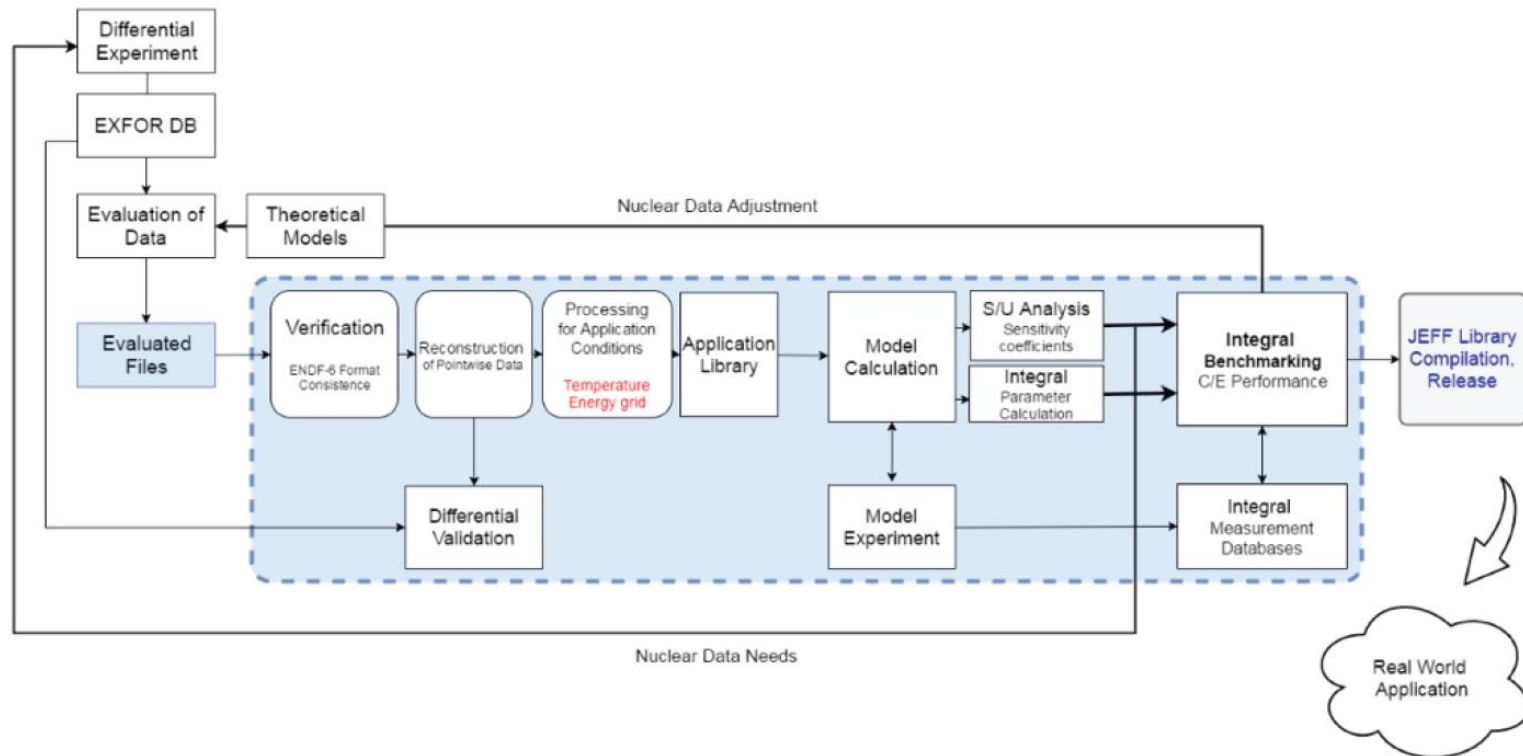 Differential
Experiment
EXFOR DB
Evaluation of
Data
Theoretical
Models
Nuclear Data Adjustment
Evaluated
Files
Verification
ENDF-6 Format
Consistence
Reconstruction
of Pointwise Data
Processing
for Application
Conditions
Temperature
Energy grid
Application
Library
Model
Calculation
S/U Analysis
Sensitivity
coefficients
Integral
Parameter
Calculation
Integral
Benchmarking
C/E Performance
JEFF Library
Compilation,
Release
Differential
Validation
Model
Experiment
Integral
Measurement
Databases
Nuclear Data Needs
Real World
Application